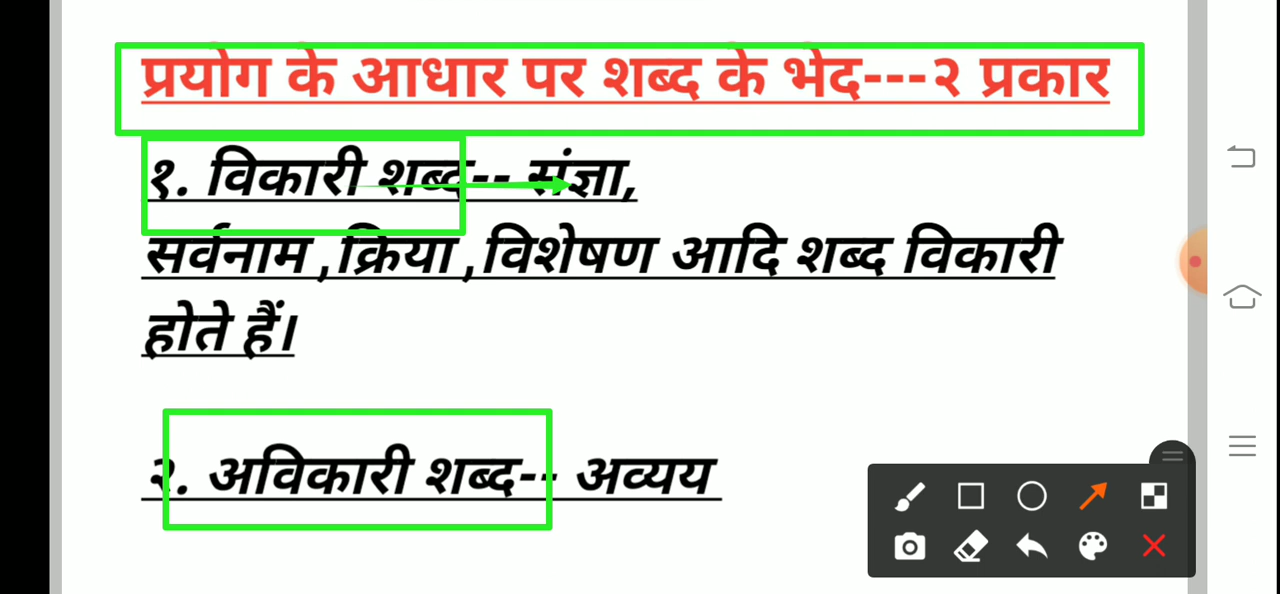 प्रयोग के आधार पर शब्द के भेद---२ प्रकार
१. विकारी शब्द-- संज्ञा,
सर्वनाम ,क्रिया ,विशेषण आदि शब्द विकारी
होते हैं।
२. अविकारी शब्द-- अव्यय